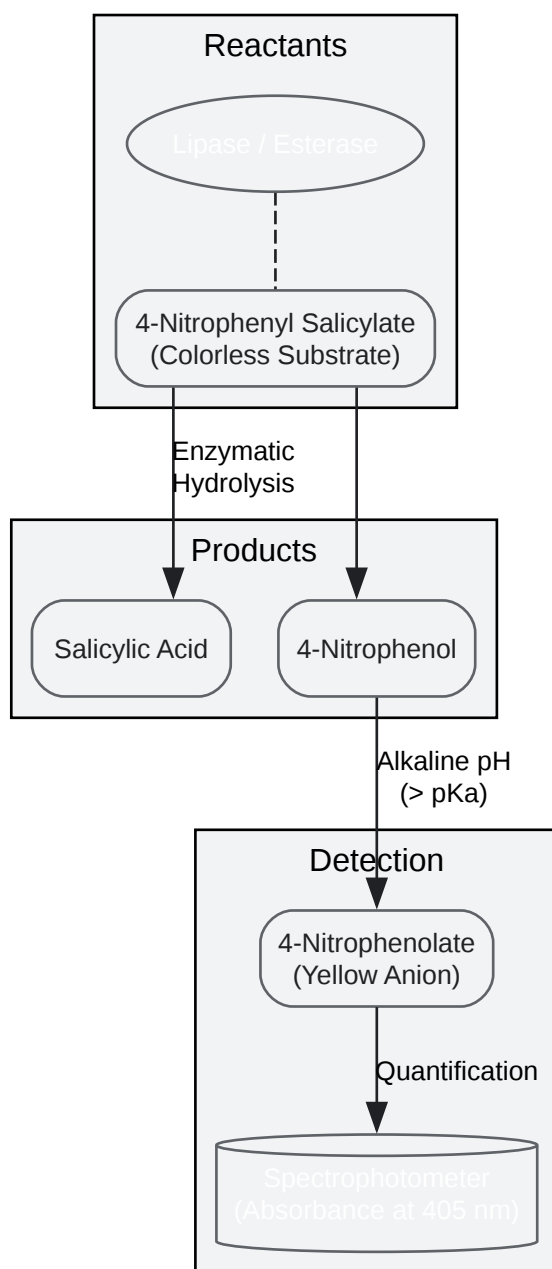 Reactants
Lipase / Esterase
4-Nitrophenyl Salicylate
(Colorless Substrate)
Enzymatic
Hydrolysis
Products
Salicylic Acid
4-Nitrophenol
Alkaline pH
(> pKa)
Detection
4-Nitrophenolate
(Yellow Anion)
Quantification
Spectrophotometer
(Absorbance at 405 nm)